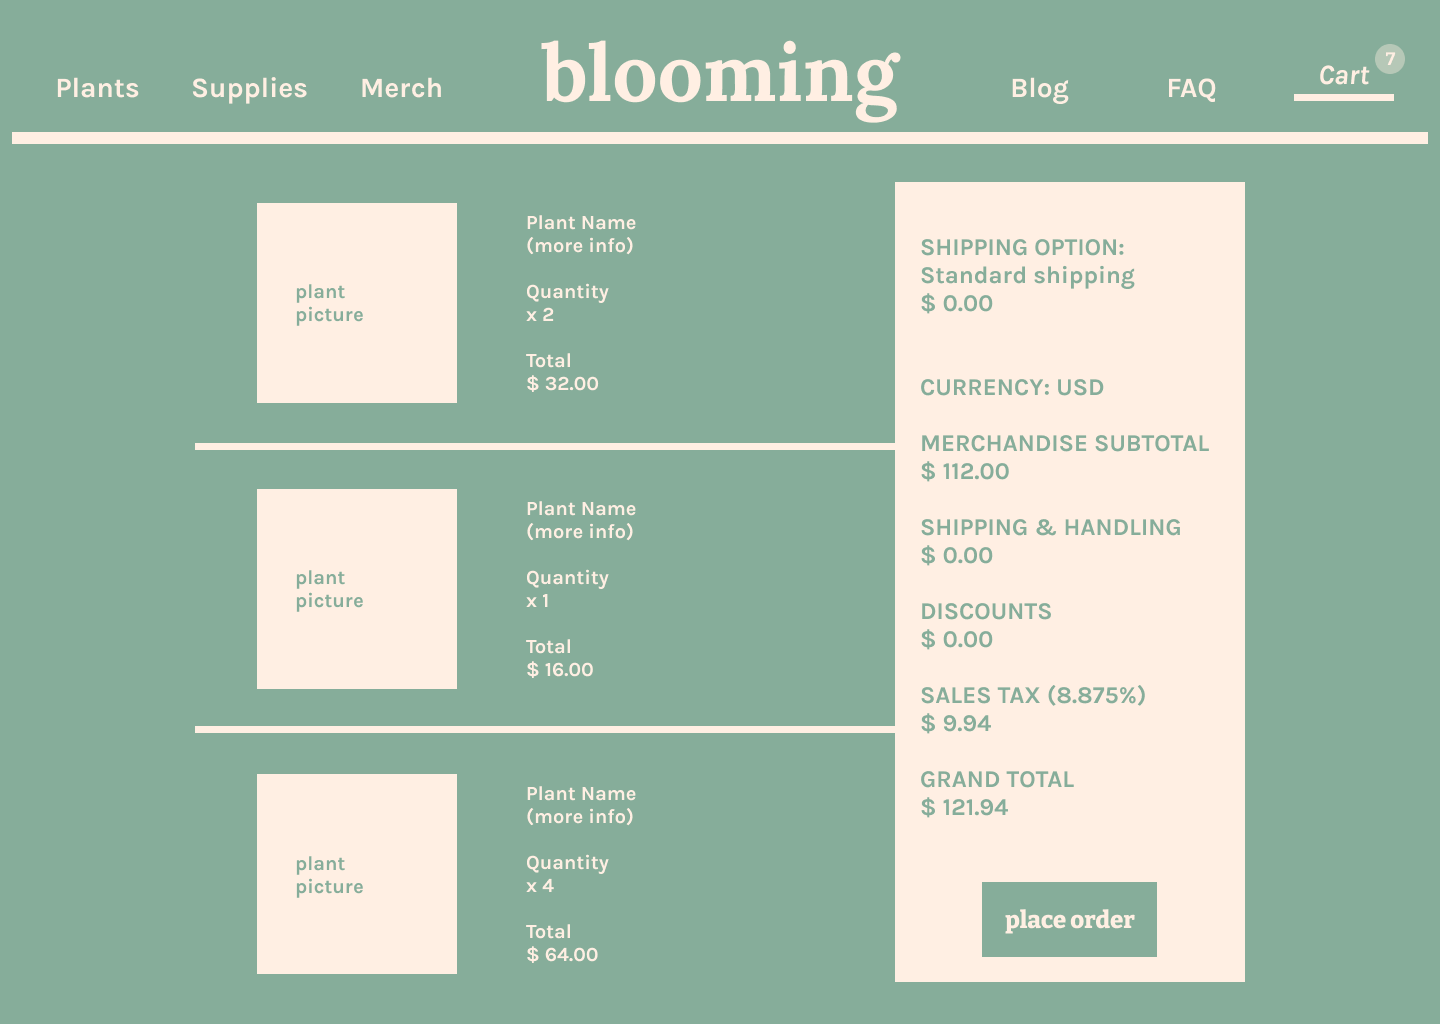 Plants
Supplies
Merch
blooming
Blog
FAQ
Cart
7
plant
picture
Plant Name
(more info)
Quantity
x 2
Total
$ 32.00
plant
picture
Plant Name
(more info)
Quantity
x 1
Total
$ 16.00
plant
picture
Plant Name
(more info)
Quantity
x 4
Total
$ 64.00
SHIPPING OPTION:
Standard shipping
$ 0.00
CURRENCY: USD
MERCHANDISE SUBTOTAL
$ 112.00
SHIPPING & HANDLING
$ 0.00
DISCOUNTS
$ 0.00
SALES TAX (8.875%)
$ 9.94
GRAND TOTAL
$ 121.94
place order